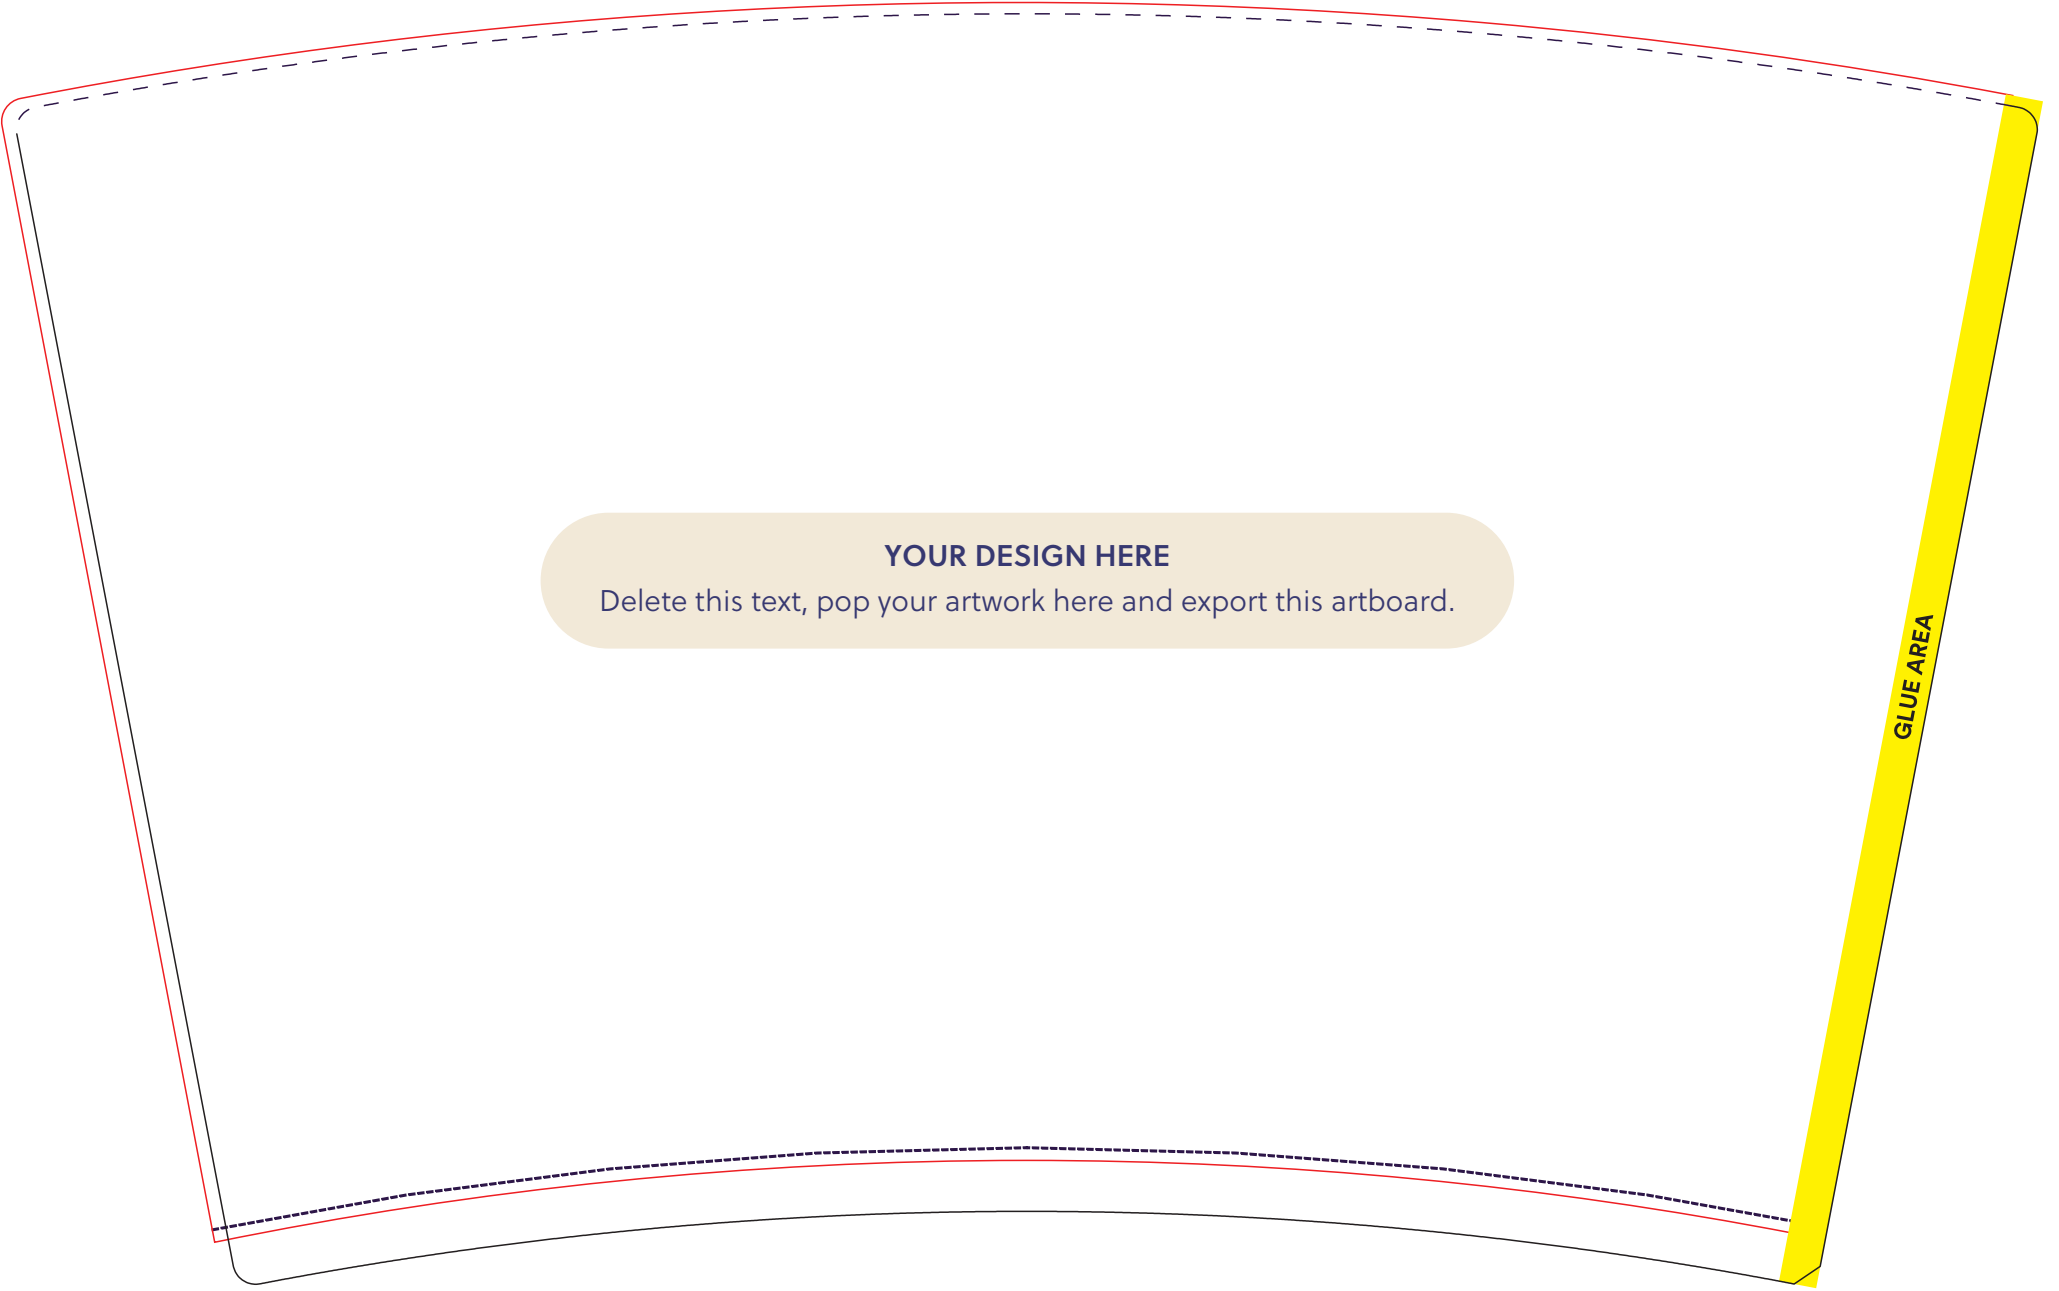 YOUR DESIGN HERE
Delete this text, pop your artwork here and export this artboard.
GLUE AREA